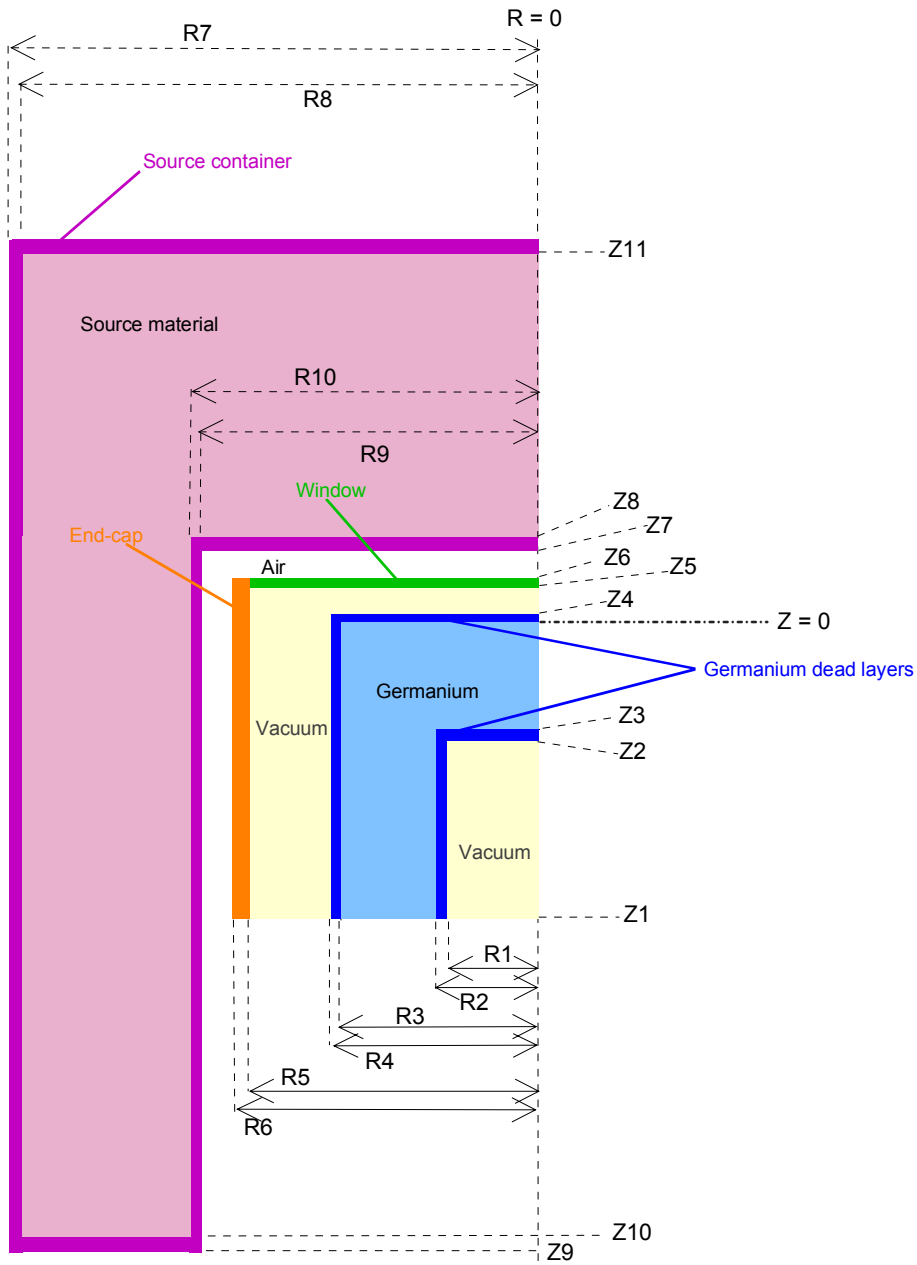 R = 0
R7
R8
Source container
Z11
Source material
R10
R9
Window
Z8
Z7
End-cap
Air
Z6
Z5
Z4
Z = 0
Germanium dead layers
Germanium
Vacuum
Z3
Z2
Vacuum
Z1
R1
R2
R3
R4
R5
R6
Z10
Z9